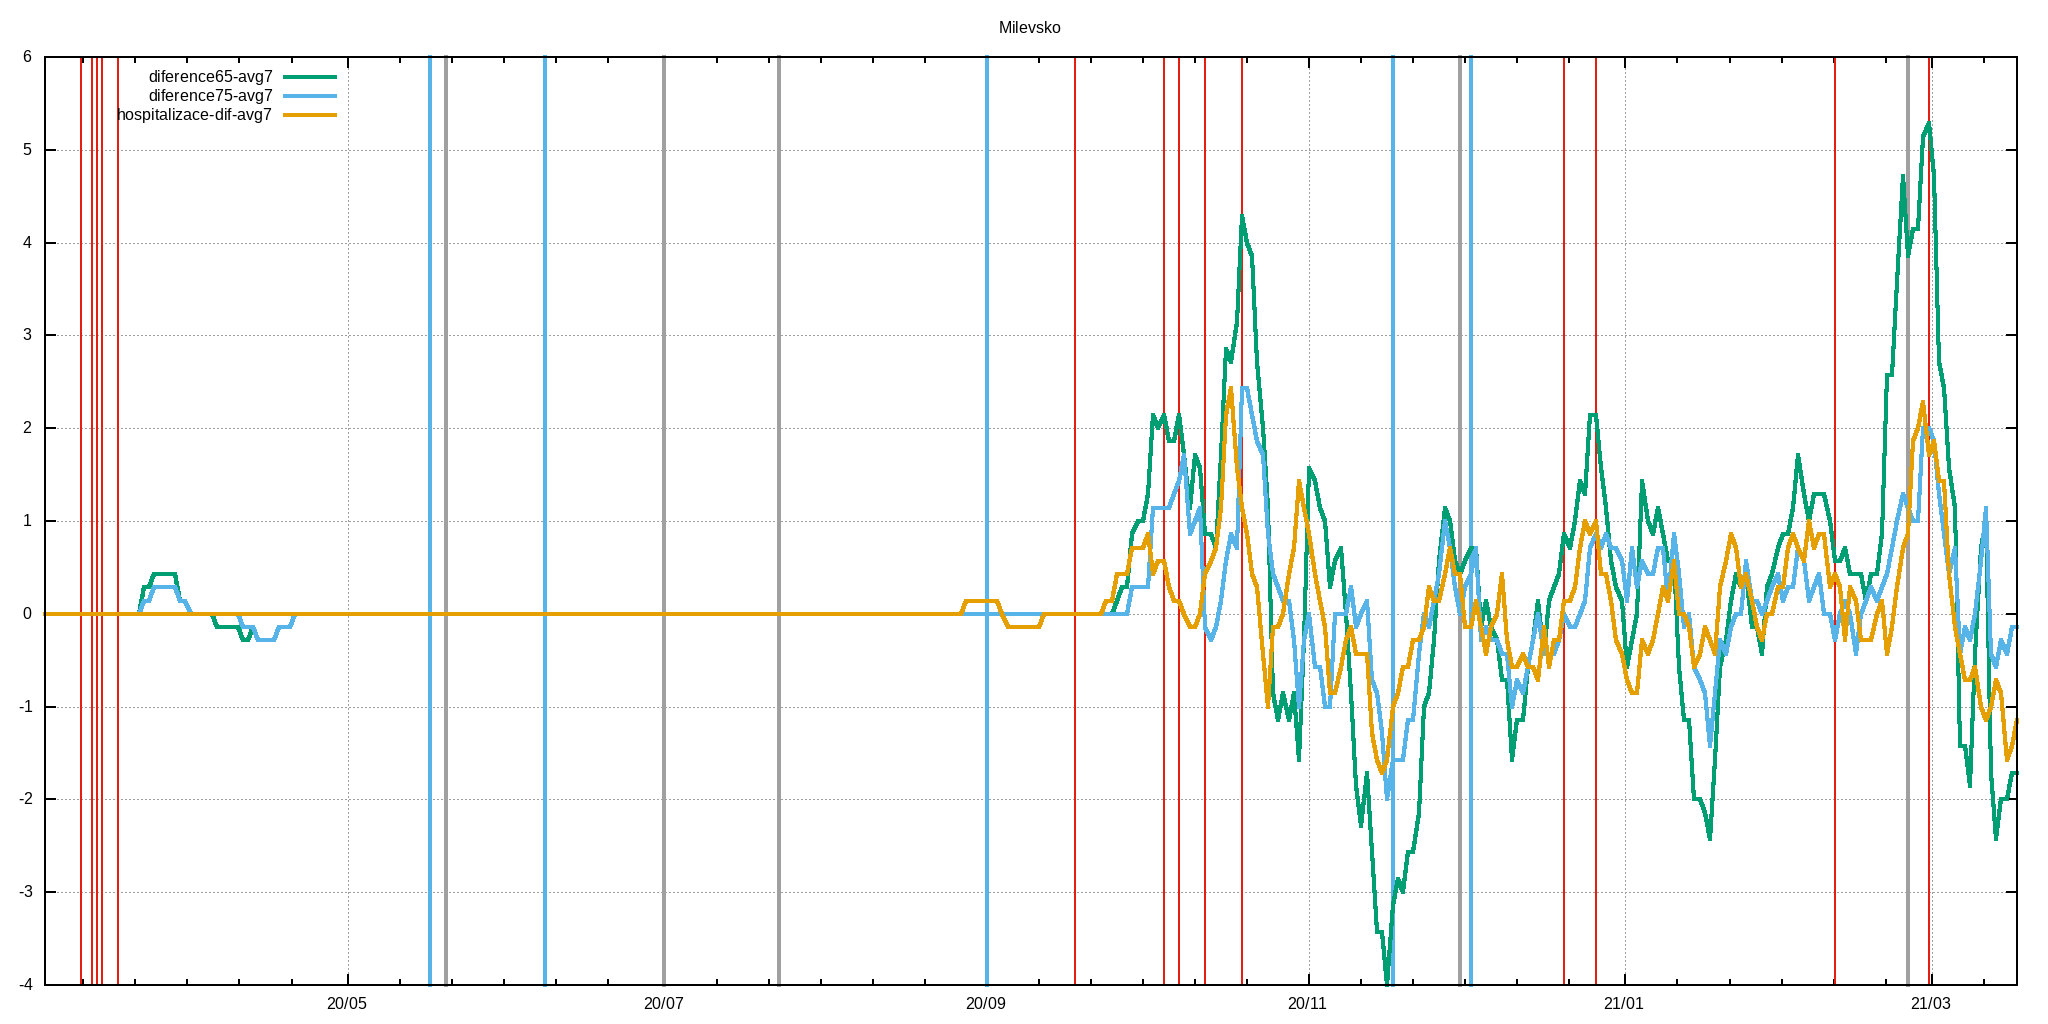 Milevsko
diference65-avg7
diference75-avg7
hospitalizace-dif-avg7
6
5
4
3
2
1
0
-1
-2
-3
-4
20/05 20/07 20/09 20/11 21/01 21/03